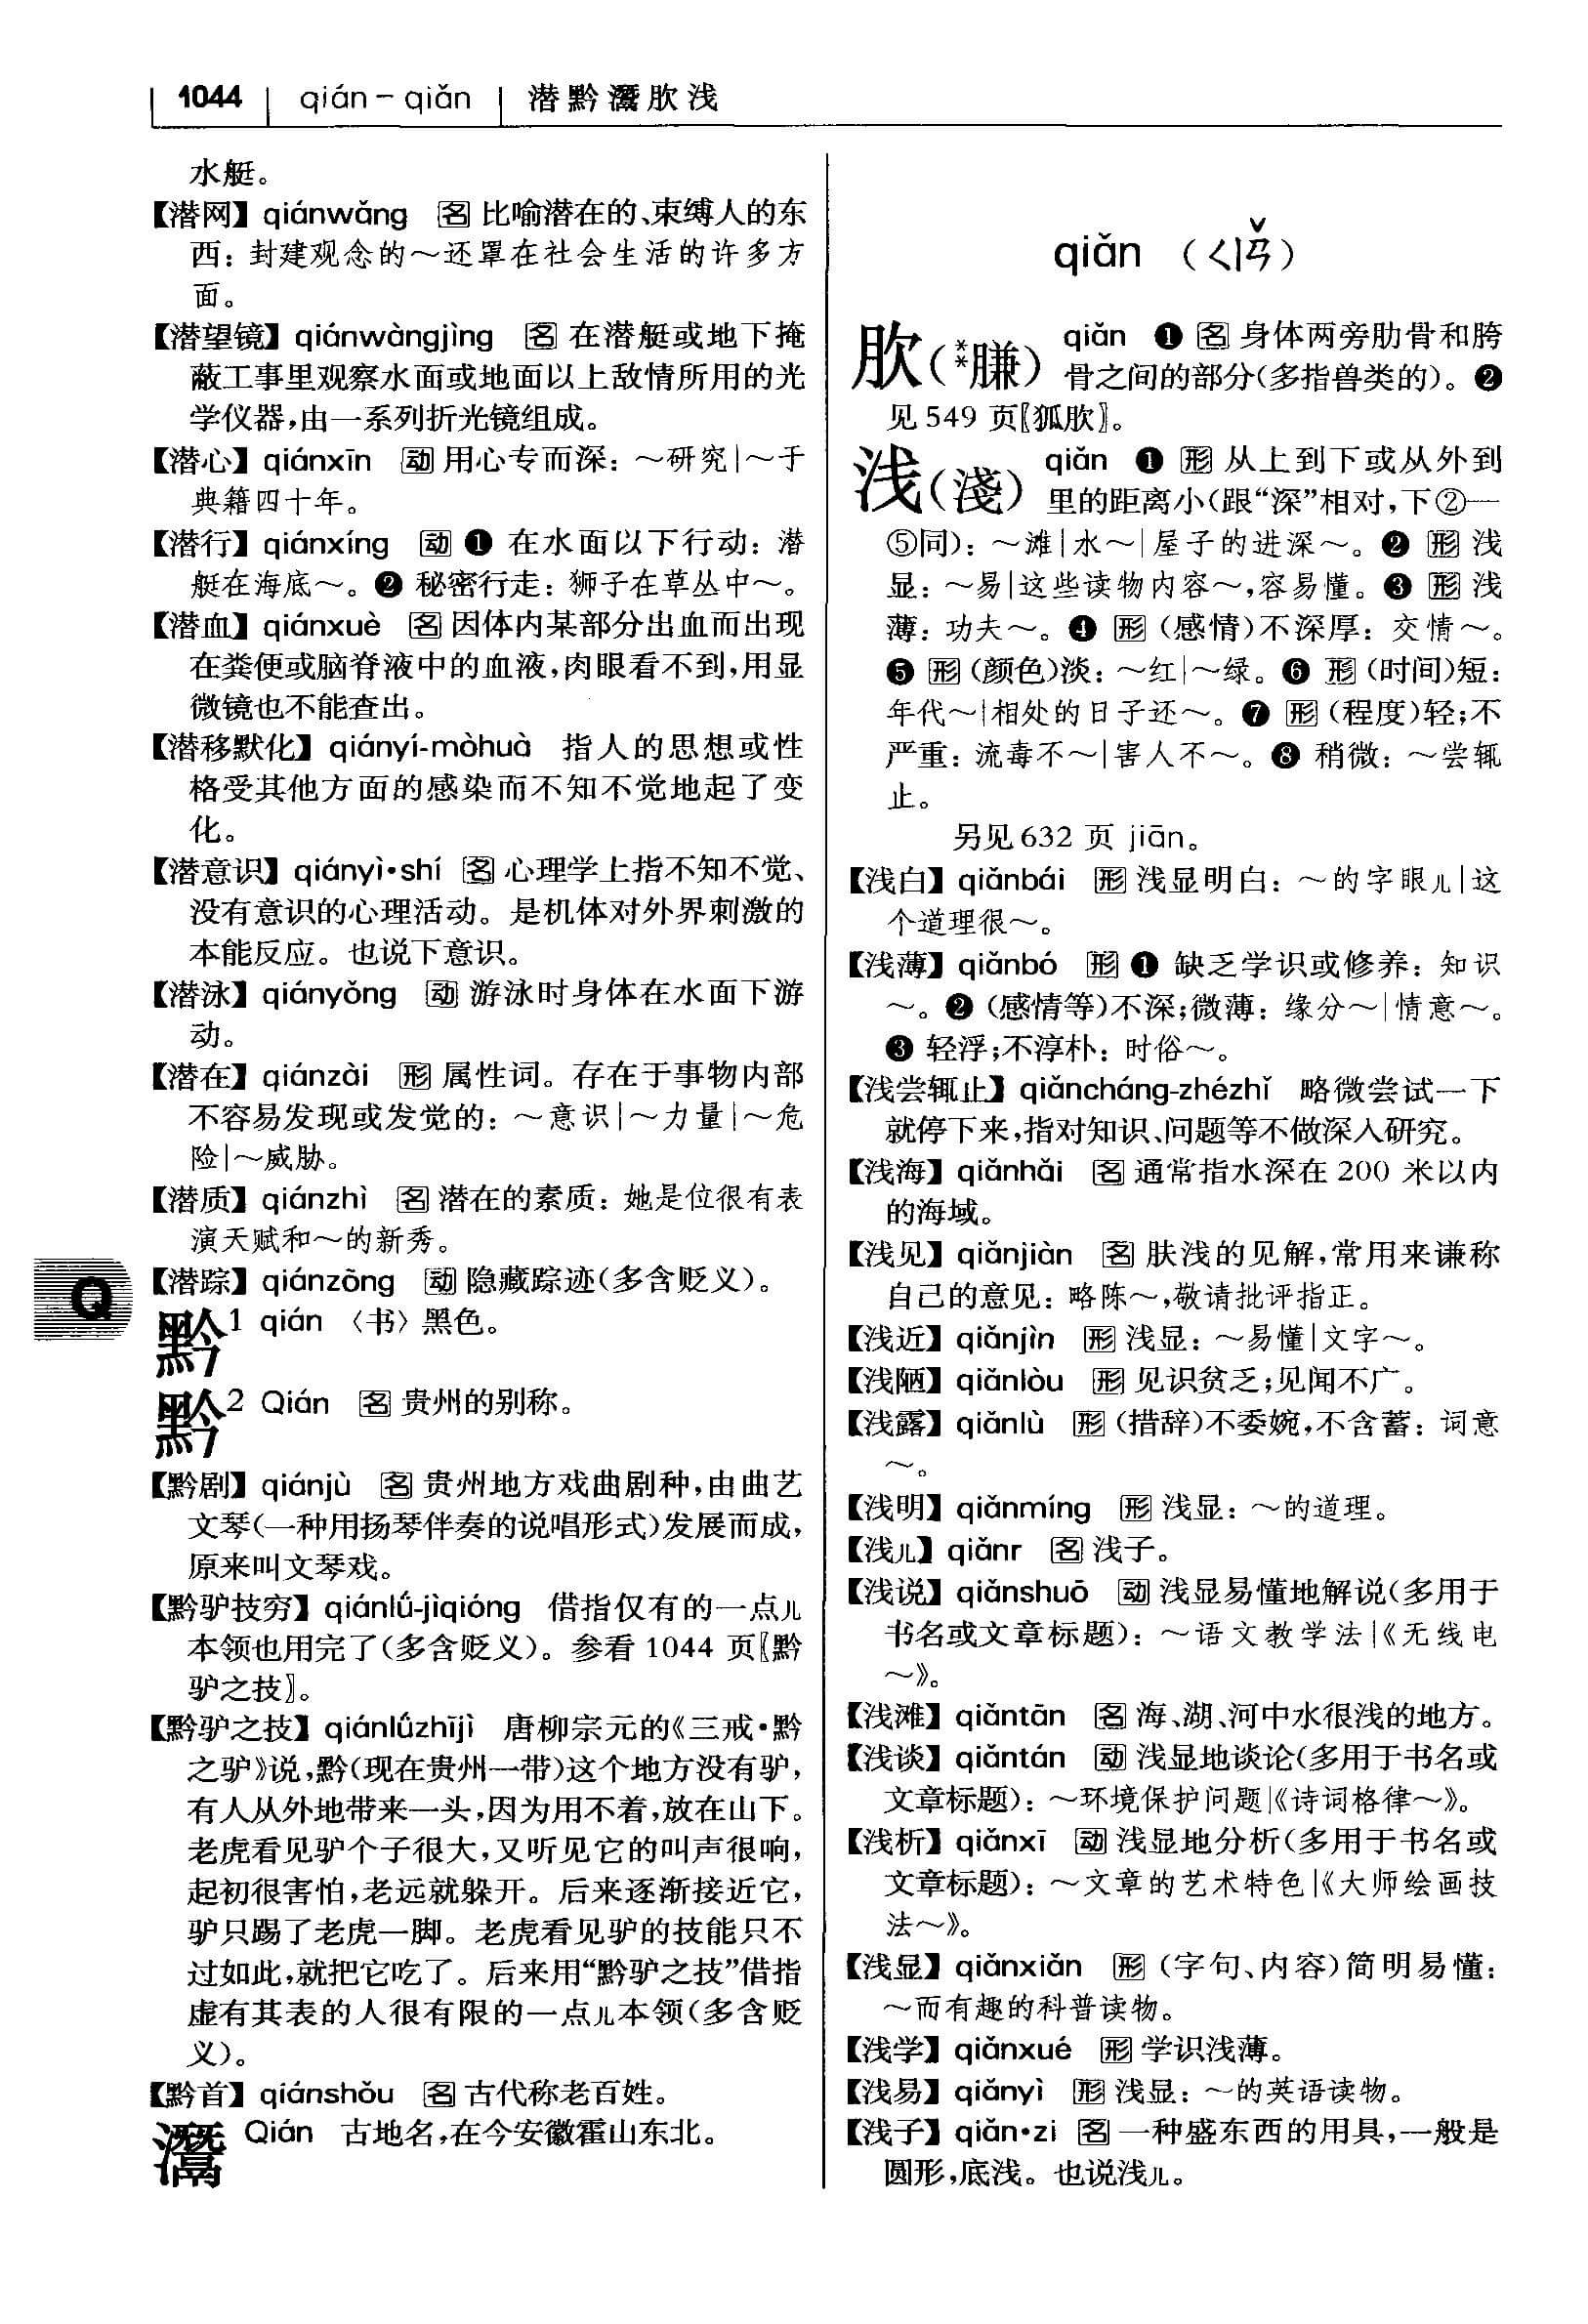 1044 qián－qiǎn 潜黔灊肷浅
水艇。
【潜网】qiánwǎng 名 比喻潜在的、束缚人的东
西：封建观念的～还罩在社会生活的许多方
面。
【潜望镜】qiánwàngjìng 名 在潜艇或地下掩
蔽工事里观察水面或地面以上敌情所用的光
学仪器，由一系列折光镜组成。
【潜心】qiánxīn 动 用心专而深：～研究|～于
典籍四十年。
【潜行】qiánxíng 动 ❶ 在水面以下行动：潜
艇在海底～。❷ 秘密行走：狮子在草丛中～。
【潜血】qiánxuè 名 因体内某部分出血而出现
在粪便或脑脊液中的血液，肉眼看不到，用显
微镜也不能查出。
【潜移默化】qiányí-mòhuà 指人的思想或性
格受其他方面的感染而不知不觉地起了变
化。
【潜意识】qiányì·shí 名 心理学上指不知不觉、
没有意识的心理活动。是机体对外界刺激的
本能反应。也说下意识。
【潜泳】qiányǒng 动 游泳时身体在水面下游
动。
【潜在】qiánzài 形 属性词。存在于事物内部
不容易发现或发觉的：～意识|～力量|～危
险|～威胁。
【潜质】qiánzhì 名 潜在的素质：她是位很有表
演天赋和～的新秀。
【潜踪】qiánzōng 动 隐藏踪迹（多含贬义）。
Q
黔1 qián 〈书〉黑色。
黔2 Qián 名 贵州的别称。
【黔剧】qiánjù 名 贵州地方戏曲剧种，由曲艺
文琴（一种用扬琴伴奏的说唱形式）发展而成，
原来叫文琴戏。
【黔驴技穷】qiánlǘ-jìqióng 借指仅有的一点儿
本领也用完了（多含贬义）。参看 1044 页〖黔
驴之技〗。
【黔驴之技】qiánlǘzhījì 唐柳宗元的《三戒·黔
之驴》说，黔（现在贵州一带）这个地方没有驴，
有人从外地带来一头，因为用不着，放在山下。
老虎看见驴个子很大，又听见它的叫声很响，
起初很害怕，老远就躲开。后来逐渐接近它，
驴只踢了老虎一脚。老虎看见驴的技能只不
过如此，就把它吃了。后来用“黔驴之技”借指
虚有其表的人很有限的一点儿本领（多含贬
义）。
【黔首】qiánshǒu 名 古代称老百姓。
灊 Qián 古地名，在今安徽霍山东北。
qiǎn （ㄑㄧㄢˇ）
肷（**膁） qiǎn ❶ 名 身体两旁肋骨和胯
骨之间的部分（多指兽类的）。❷
见 549 页〖狐肷〗。
浅（淺） qiǎn ❶ 形 从上到下或从外到
里的距离小（跟“深”相对，下②—
⑤同）：～滩|水～|屋子的进深～。❷ 形 浅
显：～易|这些读物内容～，容易懂。❸ 形 浅
薄：功夫～。❹ 形（感情）不深厚：交情～。
❺ 形（颜色）淡：～红|～绿。❻ 形（时间）短：
年代～|相处的日子还～。❼ 形（程度）轻；不
严重：流毒不～|害人不～。❽ 稍微：～尝辄
止。
另见 632 页 jiān。
【浅白】qiǎnbái 形 浅显明白：～的字眼儿|这
个道理很～。
【浅薄】qiǎnbó 形 ❶ 缺乏学识或修养：知识
～。❷（感情等）不深；微薄：缘分～|情意～。
❸ 轻浮；不淳朴：时俗～。
【浅尝辄止】qiǎncháng-zhézhǐ 略微尝试一下
就停下来，指对知识、问题等不做深入研究。
【浅海】qiǎnhǎi 名 通常指水深在 200 米以内
的海域。
【浅见】qiǎnjiàn 名 肤浅的见解，常用来谦称
自己的意见：略陈～，敬请批评指正。
【浅近】qiǎnjìn 形 浅显：～易懂|文字～。
【浅陋】qiǎnlòu 形 见识贫乏；见闻不广。
【浅露】qiǎnlù 形（措辞）不委婉，不含蓄：词意
～。
【浅明】qiǎnmíng 形 浅显：～的道理。
【浅儿】qiǎnr 名 浅子。
【浅说】qiǎnshuō 动 浅显易懂地解说（多用于
书名或文章标题）：～语文教学法|《无线电
～》。
【浅滩】qiǎntān 名 海、湖、河中水很浅的地方。
【浅谈】qiǎntán 动 浅显地谈论（多用于书名或
文章标题）：～环境保护问题|《诗词格律～》。
【浅析】qiǎnxī 动 浅显地分析（多用于书名或
文章标题）：～文章的艺术特色|《大师绘画技
法～》。
【浅显】qiǎnxiǎn 形（字句、内容）简明易懂：
～而有趣的科普读物。
【浅学】qiǎnxué 形 学识浅薄。
【浅易】qiǎnyì 形 浅显：～的英语读物。
【浅子】qiǎn·zi 名 一种盛东西的用具，一般是
圆形，底浅。也说浅儿。